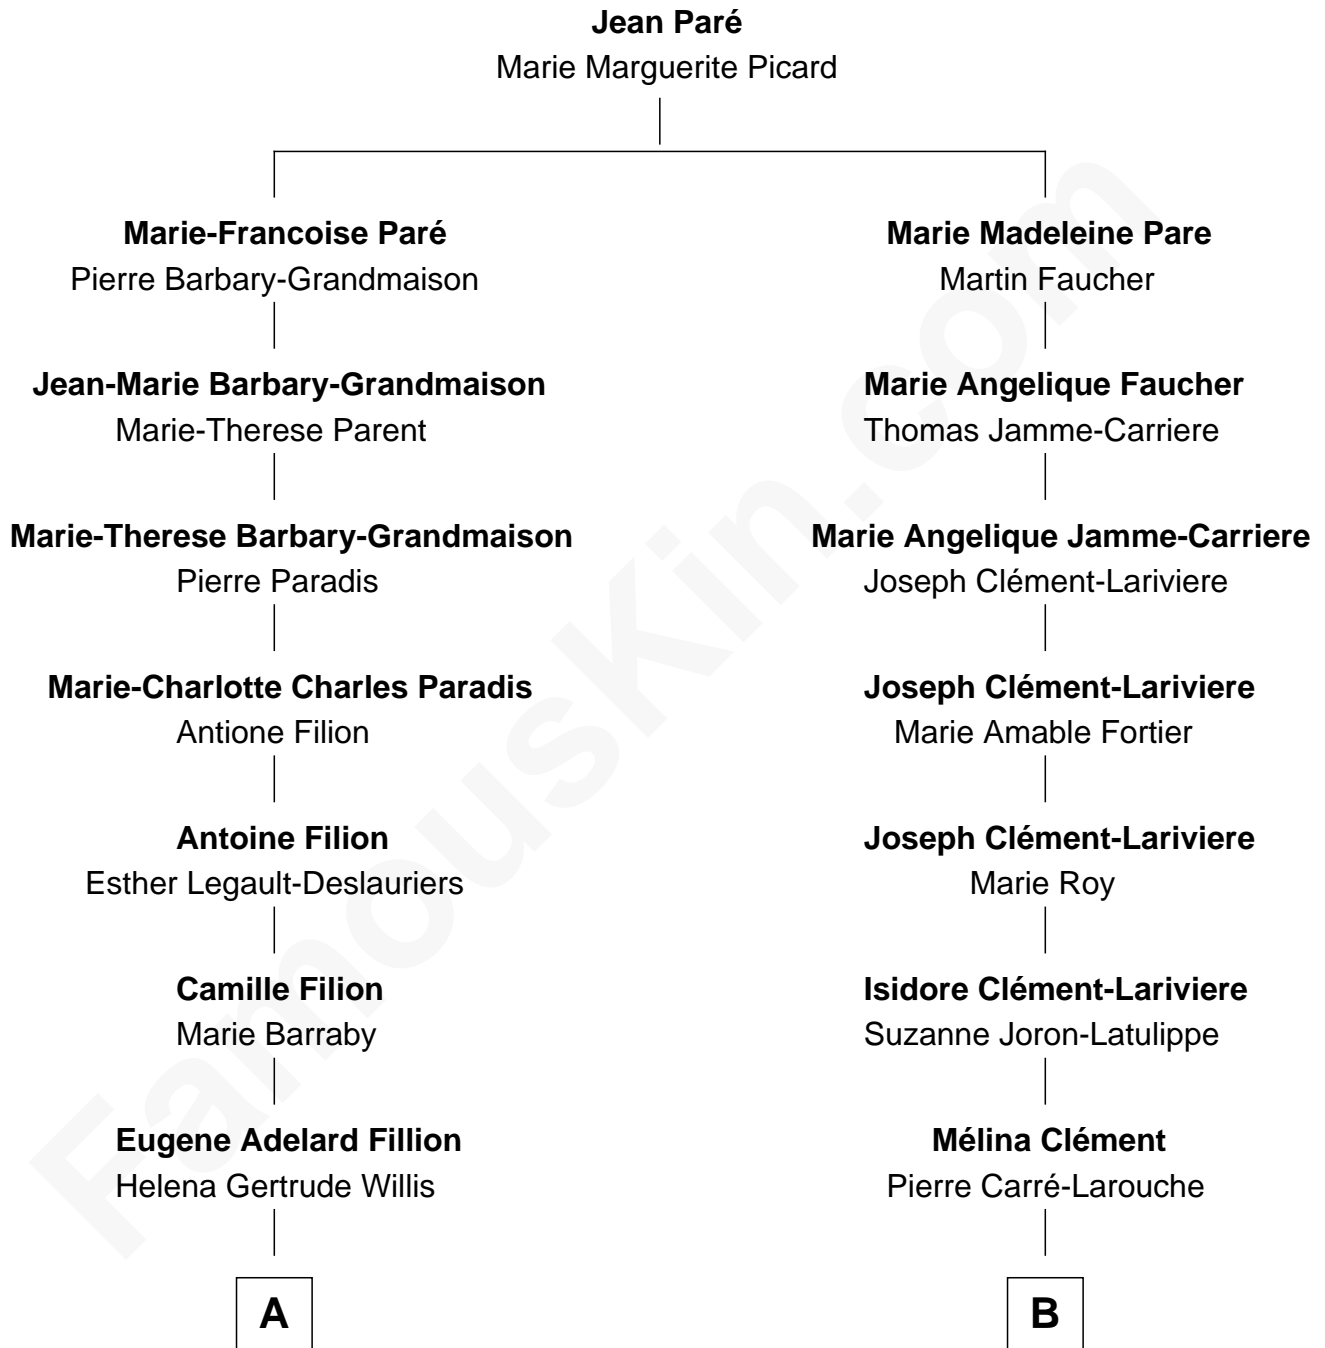 Jean Paré
Marie Marguerite Picard
Marie-Francoise Paré
Pierre Barbary-Grandmaison
Marie Madeleine Pare
Martin Faucher
Jean-Marie Barbary-Grandmaison
Marie-Therese Parent
Marie Angelique Faucher
Thomas Jamme-Carriere
Marie-Therese Barbary-Grandmaison
Pierre Paradis
Marie Angelique Jamme-Carriere
Joseph Clément-Lariviere
Marie-Charlotte Charles Paradis
Antione Filion
Joseph Clément-Lariviere
Marie Amable Fortier
Antoine Filion
Esther Legault-Deslauriers
Joseph Clément-Lariviere
Marie Roy
Camille Filion
Marie Barraby
Isidore Clément-Lariviere
Suzanne Joron-Latulippe
Eugene Adelard Fillion
Helena Gertrude Willis
Mélina Clément
Pierre Carré-Larouche
A
B
FamousKin.com